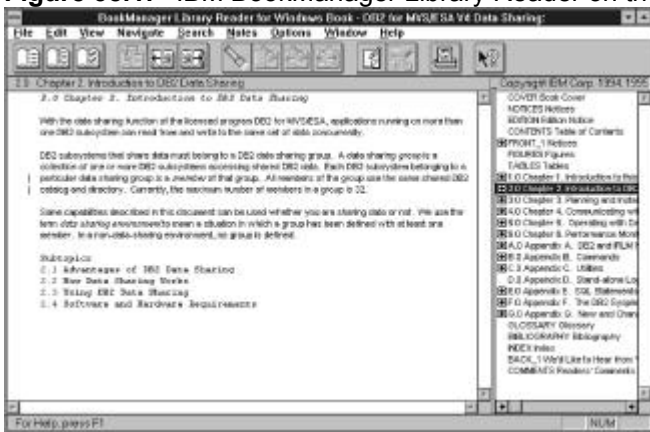 IBM BookManager Library Reader on th
BookManager Library Reader for Windows Book - DB2 for MVS/ESA V4 Data Sharing:
File Edit View Navigate Search Notes Options Window Help
2.0 Chapter 2. Introduction to DB2 Data Sharing
2.0 Chapter 2. Introduction to DB2 Data Sharing
With the data sharing function of the licensed program DB2 for MVS/ESA, applications running on more than
one DB2 subsystem can read from and write to the same set of data concurrently.
DB2 subsystems that share data must belong to a DB2 data sharing group. A data sharing group is a
collection of one or more DB2 subsystems accessing shared DB2 data. Each DB2 subsystem belonging to a
particular data sharing group is a member of that group. All members of the group use the same shared DB2
catalog and directory. Currently, the maximum number of members in a group is 32.
Some capabilities described in this document can be used whether you are sharing data or not. We use the
term data sharing environment to mean a situation in which a group has been defined with at least one
member. In a non-data-sharing environment, no group is defined.
Subtopics
2.1 Advantages of DB2 Data Sharing
2.2 How Data Sharing Works
2.3 Using DB2 Data Sharing
2.4 Software and Hardware Requirements
Copyright IBM Corp. 1994, 1995
COVER Book Cover
NOTICES Notices
EDITION Edition Notice
CONTENTS Table of Contents
FRONT_1 Notices
FIGURES Figures
TABLES Tables
1.0 Chapter 1. Introduction to this
2.0 Chapter 2. Introduction to DB2
3.0 Chapter 3. Planning and Instal
4.0 Chapter 4. Communicating wit
5.0 Chapter 5. Operating with Da
6.0 Chapter 6. Performance Moni
A.0 Appendix A. DB2 and IRLM N
B.0 Appendix B. Commands
C.0 Appendix C. Utilities
D.0 Appendix D. Stand-alone Log
E.0 Appendix E. SQL Statements
F.0 Appendix F. The DB2 Sysple
G.0 Appendix G. New and Chan
GLOSSARY Glossary
BIBLIOGRAPHY Bibliography
INDEX Index
BACK_1 We'd Like to Hear from Y
COMMENTS Readers' Comments
For Help, press F1
NUM